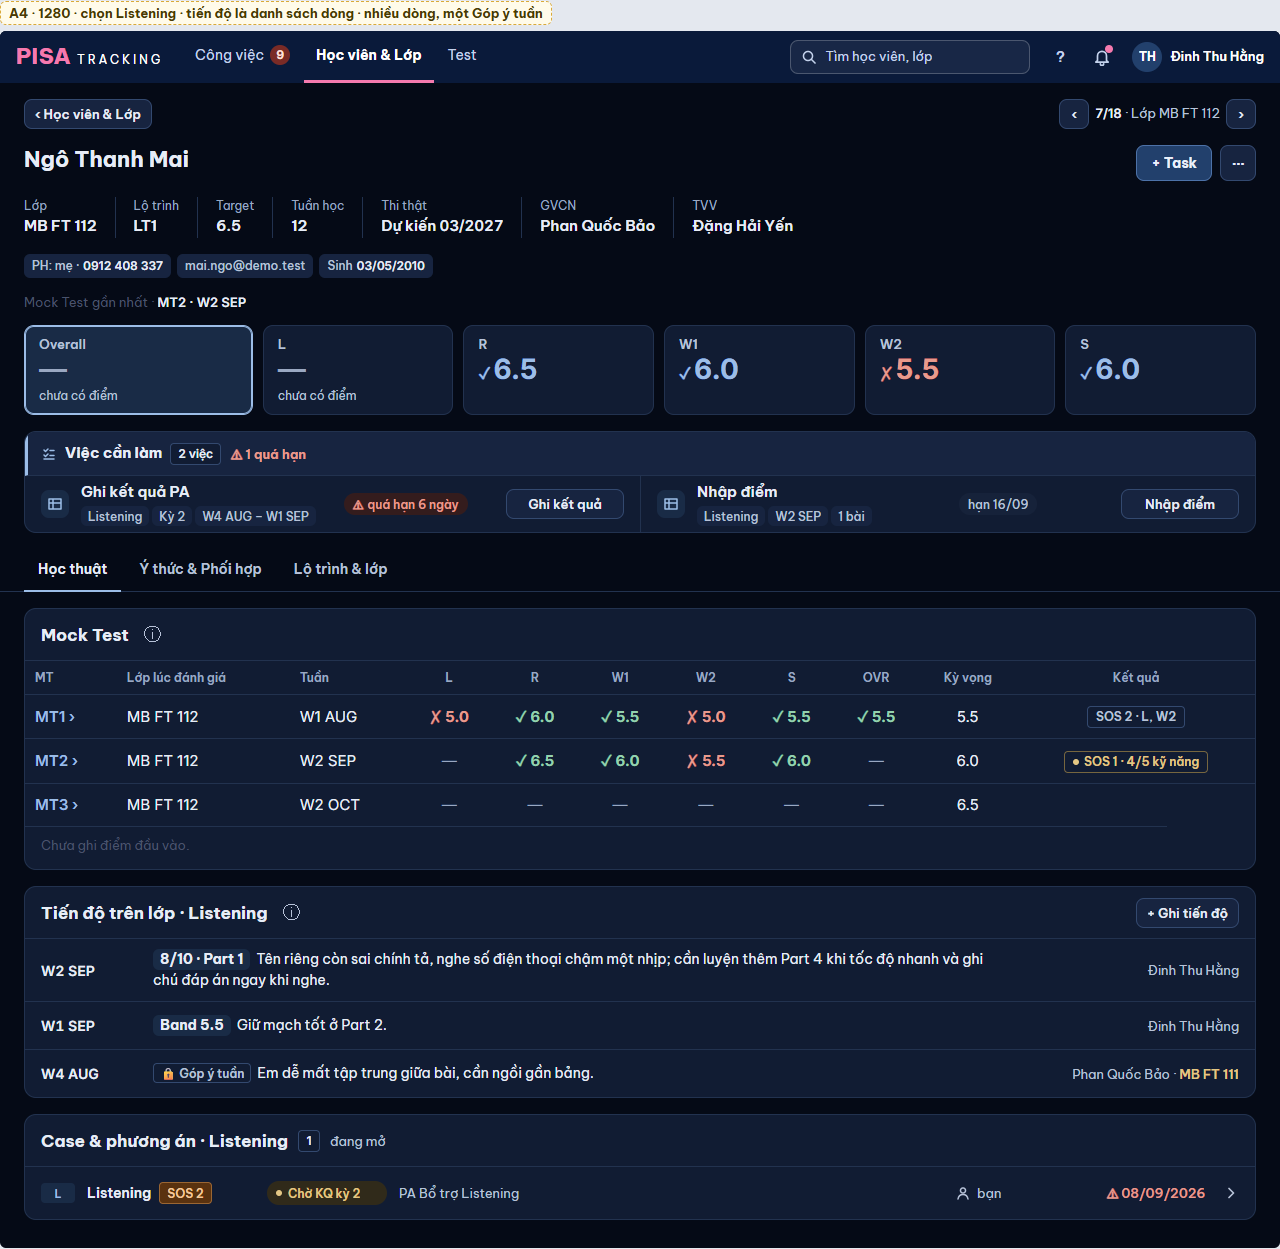 A4 · 1280 · chọn Listening · tiến độ là danh sách dòng · nhiều dòng, một Góp ý tuần
PISA TRACKING Công việc 9 Học viên & Lớp Test Tìm học viên, lớp ? TH Đinh Thu Hằng
‹ Học viên & Lớp ‹ 7/18 · Lớp MB FT 112 ›
Ngô Thanh Mai + Task ···
Lớp Lộ trình Target Tuần học Thi thật GVCN TVV
MB FT 112 LT1 6.5 12 Dự kiến 03/2027 Phan Quốc Bảo Đặng Hải Yến
PH: mẹ · 0912 408 337 mai.ngo@demo.test Sinh 03/05/2010
Mock Test gần nhất · MT2 · W2 SEP
Overall L R W1 W2 S
— — ✓6.5 ✓6.0 ✗5.5 ✓6.0
chưa có điểm chưa có điểm
Việc cần làm 2 việc ⚠ 1 quá hạn
Ghi kết quả PA ⚠ quá hạn 6 ngày Ghi kết quả Nhập điểm hạn 16/09 Nhập điểm
Listening Kỳ 2 W4 AUG – W1 SEP Listening W2 SEP 1 bài
Học thuật Ý thức & Phối hợp Lộ trình & lớp
Mock Test ⓘ
MT Lớp lúc đánh giá Tuần L R W1 W2 S OVR Kỳ vọng Kết quả
MT1 › MB FT 112 W1 AUG ✗ 5.0 ✓ 6.0 ✓ 5.5 ✗ 5.0 ✓ 5.5 ✓ 5.5 5.5 SOS 2 · L, W2
MT2 › MB FT 112 W2 SEP — ✓ 6.5 ✓ 6.0 ✗ 5.5 ✓ 6.0 — 6.0 ● SOS 1 · 4/5 kỹ năng
MT3 › MB FT 112 W2 OCT — — — — — — 6.5
Chưa ghi điểm đầu vào.
Tiến độ trên lớp · Listening ⓘ + Ghi tiến độ
W2 SEP 8/10 · Part 1 Tên riêng còn sai chính tả, nghe số điện thoại chậm một nhịp; cần luyện thêm Part 4 khi tốc độ nhanh và ghi Đinh Thu Hằng
chú đáp án ngay khi nghe.
W1 SEP Band 5.5 Giữ mạch tốt ở Part 2. Đinh Thu Hằng
W4 AUG 🔒 Góp ý tuần Em dễ mất tập trung giữa bài, cần ngồi gần bảng. Phan Quốc Bảo · MB FT 111
Case & phương án · Listening 1 đang mở
L Listening SOS 2 ● Chờ KQ kỳ 2 PA Bổ trợ Listening bạn ⚠ 08/09/2026 ›